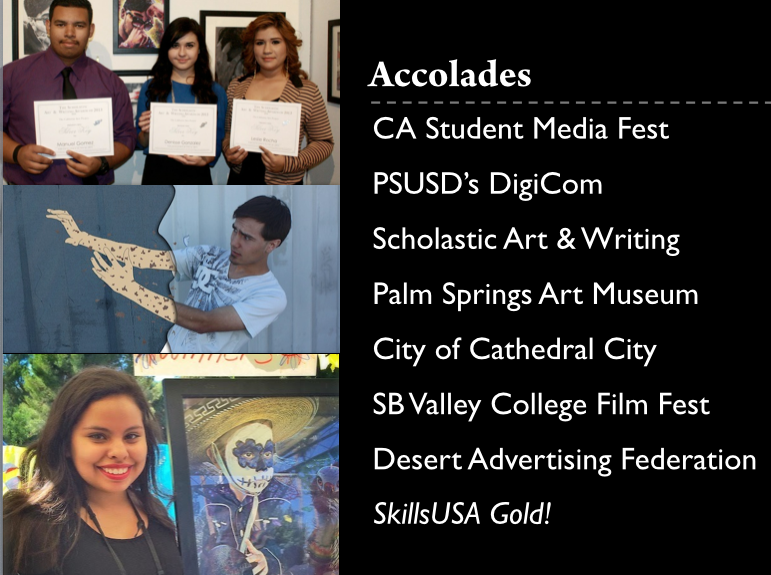 Accolades
CA Student Media Fest
PSUSD's DigiCom
Scholastic Art & Writing
Palm Springs Art Museum
City of Cathedral City
SB Valley College Film Fest
Desert Advertising Federation
SkillsUSA Gold!